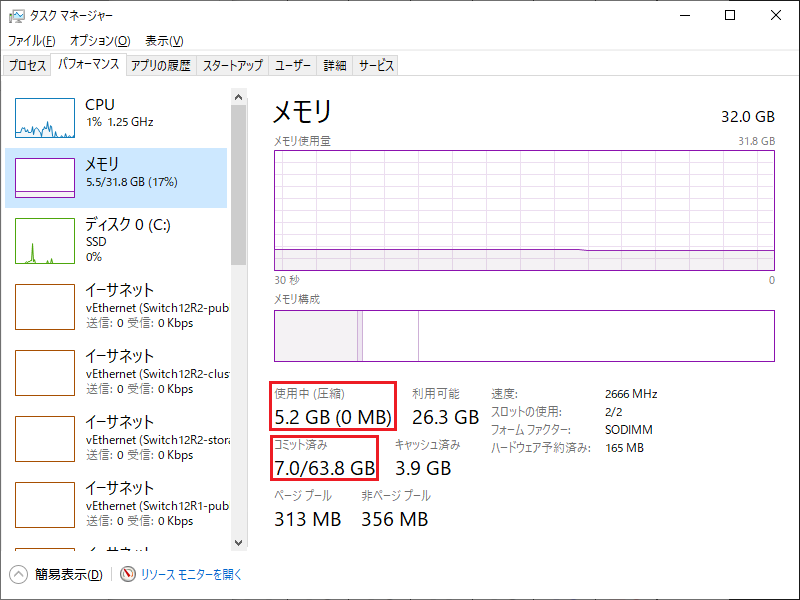 タスク マネージャー
ファイル(F) オプション(O) 表示(V)
プロセス パフォーマンス アプリの履歴 スタートアップ ユーザー 詳細 サービス
CPU
1% 1.25 GHz
メモリ
5.5/31.8 GB (17%)
ディスク 0 (C:)
SSD
0%
イーサネット
vEthernet (Switch12R2-pub
送信: 0 受信: 0 Kbps
イーサネット
vEthernet (Switch12R2-clus
送信: 0 受信: 0 Kbps
イーサネット
vEthernet (Switch12R2-stora
送信: 0 受信: 0 Kbps
イーサネット
vEthernet (Switch12R1-pub
送信: 0 受信: 0 Kbps
メモリ 32.0 GB
メモリ使用量 31.8 GB
30 秒 0
メモリ構成
使用中 (圧縮)
5.2 GB (0 MB)
利用可能
26.3 GB
コミット済み
7.0/63.8 GB
キャッシュ済み
3.9 GB
ページ プール
313 MB
非ページ プール
356 MB
速度: 2666 MHz
スロットの使用: 2/2
フォーム ファクター: SODIMM
ハードウェア予約済み: 165 MB
簡易表示(D) リソース モニターを開く